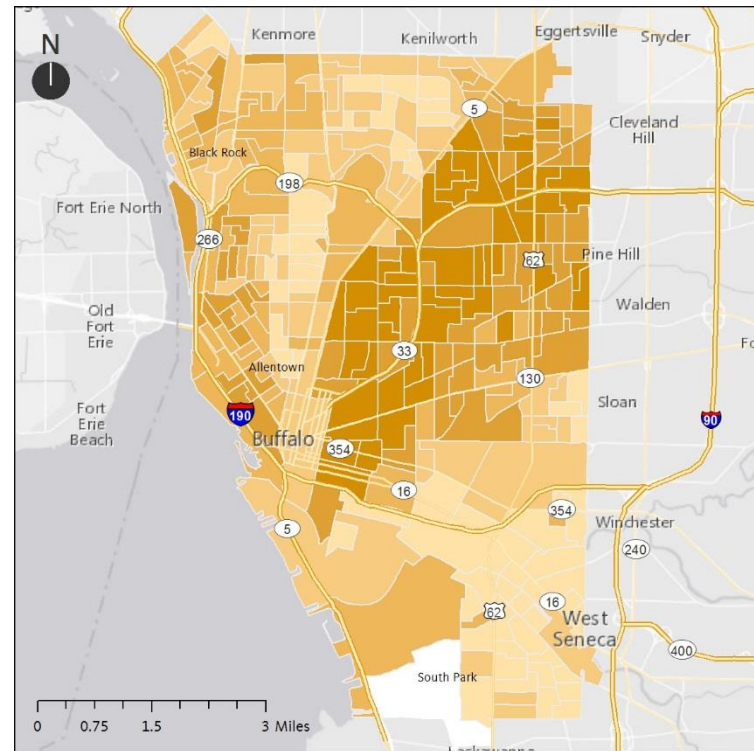 N
Kenmore
Kenilworth
Eggertsville
Snyder
5
Cleveland
Hill
Black Rock
198
Fort Erie North
266
62
Pine Hill
Old
Fort
Erie
Walden
33
Allentown
130
Fort
Erie
Beach
190
Buffalo
Sloan
90
354
16
5
354
Winchester
240
62
16
West
Seneca
400
South Park
0 0.75 1.5 3 Miles